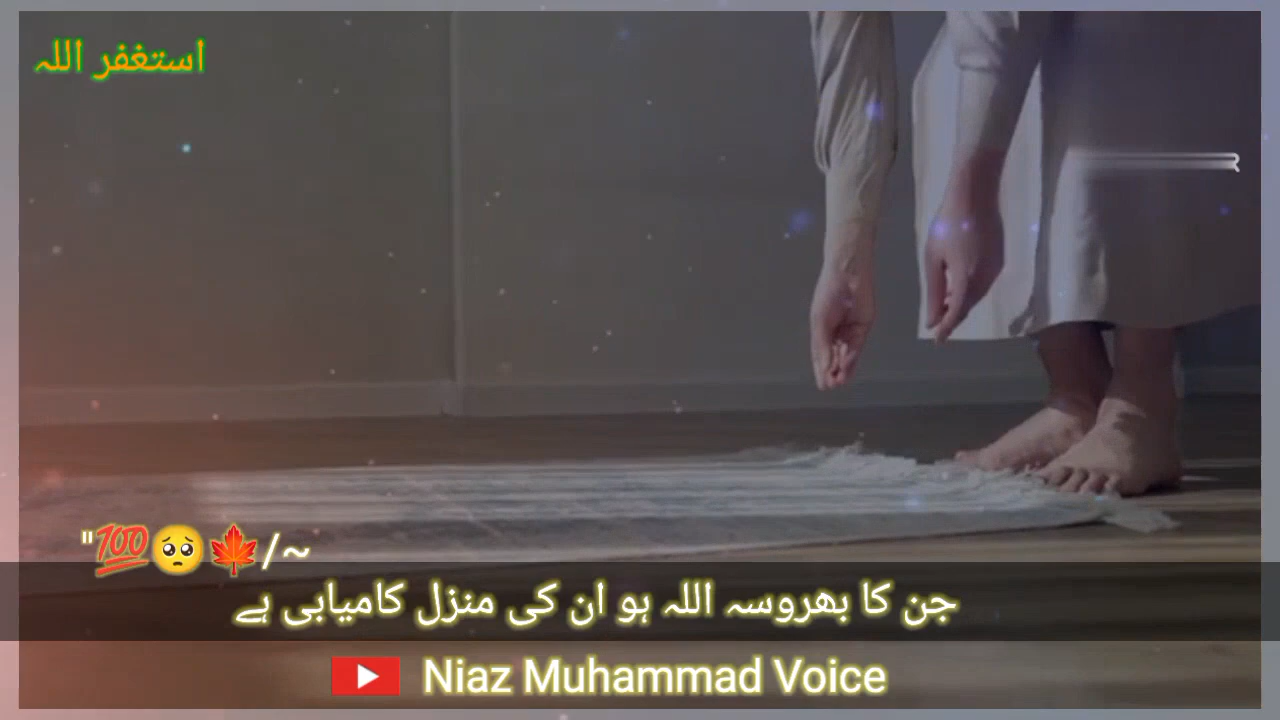 استغفر اللہ
"💯🥺🍁/~
جن کا بھروسہ اللہ ہو ان کی منزل کامیابی ہے
Niaz Muhammad Voice